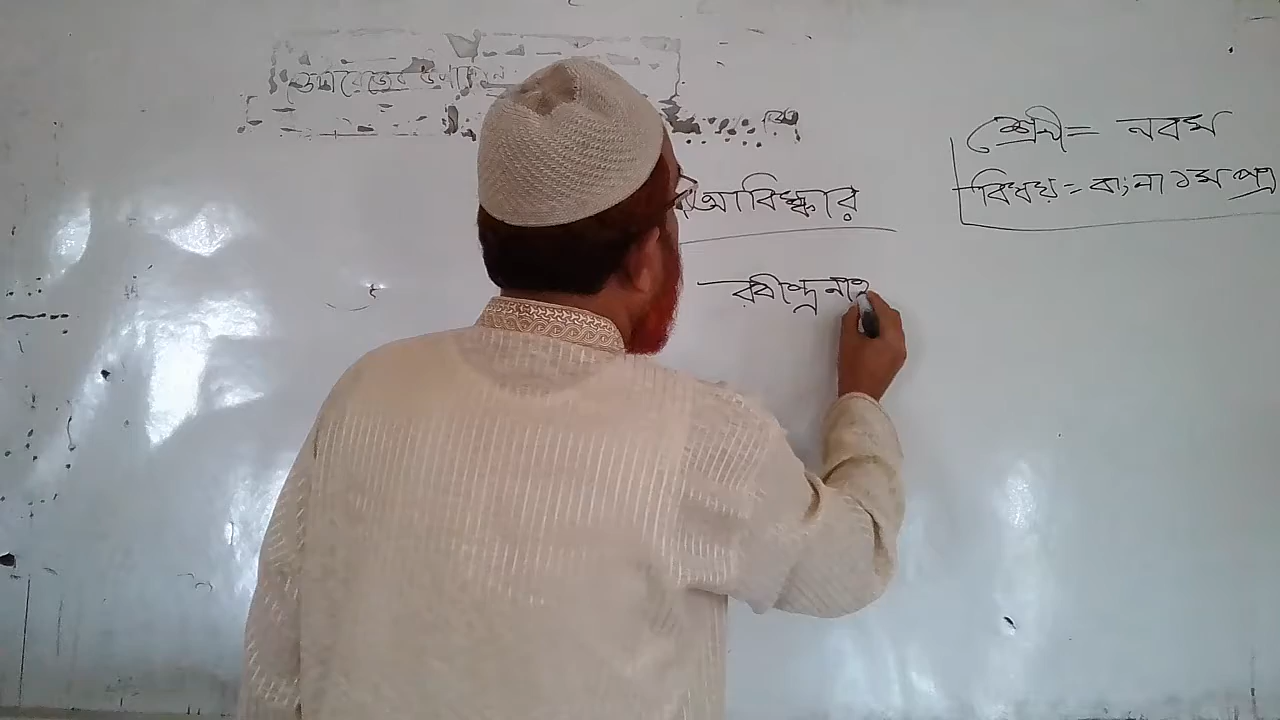 আবিষ্কার
রবীন্দ্রনাথ
শ্রেণী= নবম
বিষয়= বাংলা ১ম পত্র